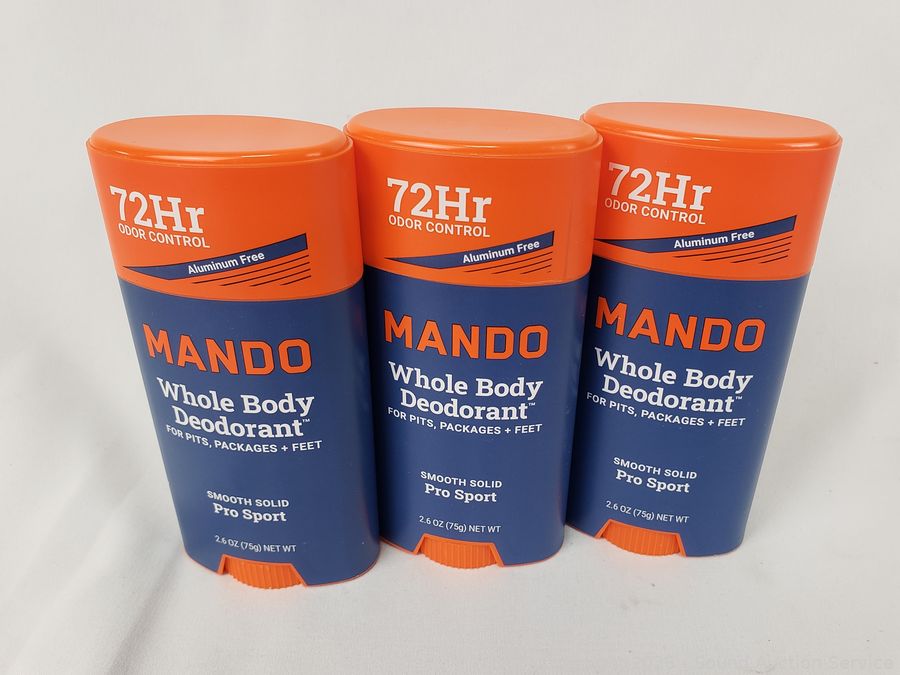 72Hr
ODOR CONTROL
Aluminum Free
MANDO
Whole Body
Deodorant™
FOR PITS, PACKAGES + FEET
SMOOTH SOLID
Pro Sport
2.6 OZ (75g) NET WT
72Hr
ODOR CONTROL
Aluminum Free
MANDO
Whole Body
Deodorant™
FOR PITS, PACKAGES + FEET
SMOOTH SOLID
Pro Sport
2.6 OZ (75g) NET WT
72Hr
ODOR CONTROL
Aluminum Free
MANDO
Whole Body
Deodorant™
FOR PITS, PACKAGES + FEET
SMOOTH SOLID
Pro Sport
2.6 OZ (75g) NET WT
2025 - Sound Auction Service